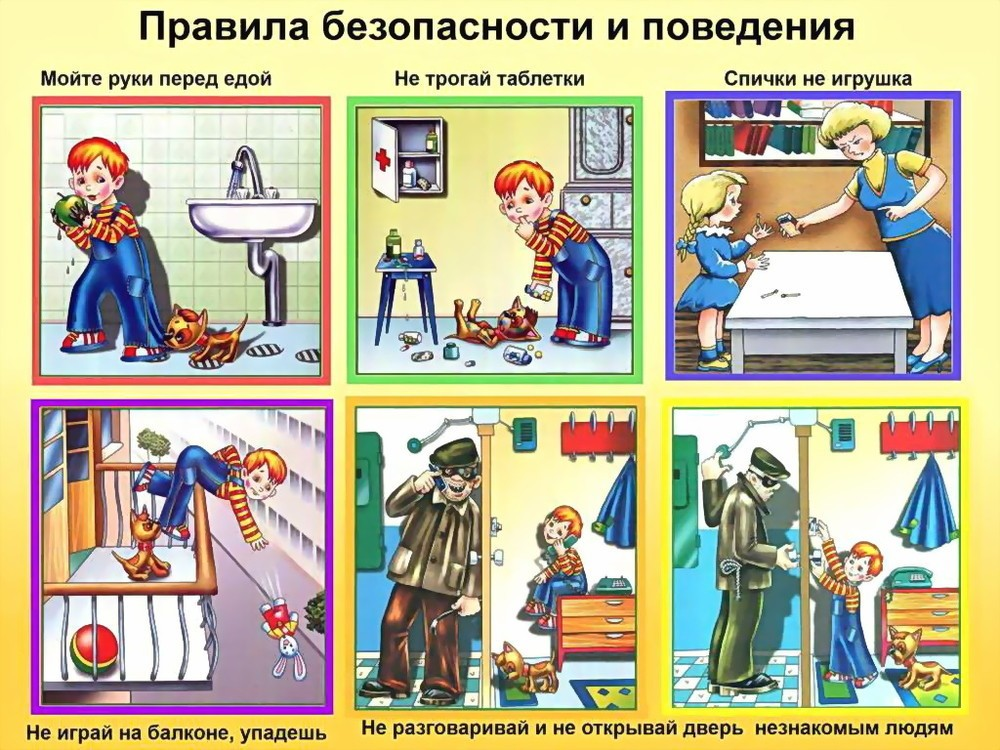 Правила безопасности и поведения
Мойте руки перед едой
Не трогай таблетки
Спички не игрушка
Не играй на балконе, упадешь
Не разговаривай и не открывай дверь незнакомым людям